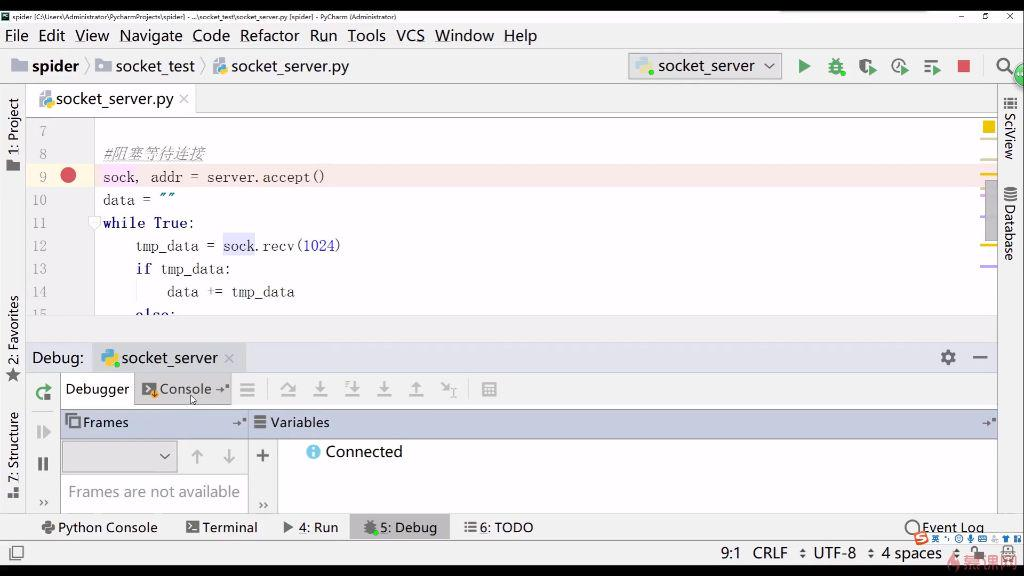 spider [C:\Users\Administrator\PycharmProjects\spider] - ...\socket_test\socket_server.py [spider] - PyCharm (Administrator)
File Edit View Navigate Code Refactor Run Tools VCS Window Help
spider socket_test socket_server.py socket_server
1: Project
socket_server.py
SciView
7
8 #阻塞等待连接
9 sock, addr = server.accept()
10 data = ""
11 while True:
12 tmp_data = sock.recv(1024)
13 if tmp_data:
14 data += tmp_data
15 else:
Database
2: Favorites
Debug: socket_server
Debugger Console
Frames Variables
Connected
Frames are not available
7: Structure
Python Console Terminal 4: Run 5: Debug 6: TODO Event Log
英
9:1 CRLF UTF-8 4 spaces
慕课网